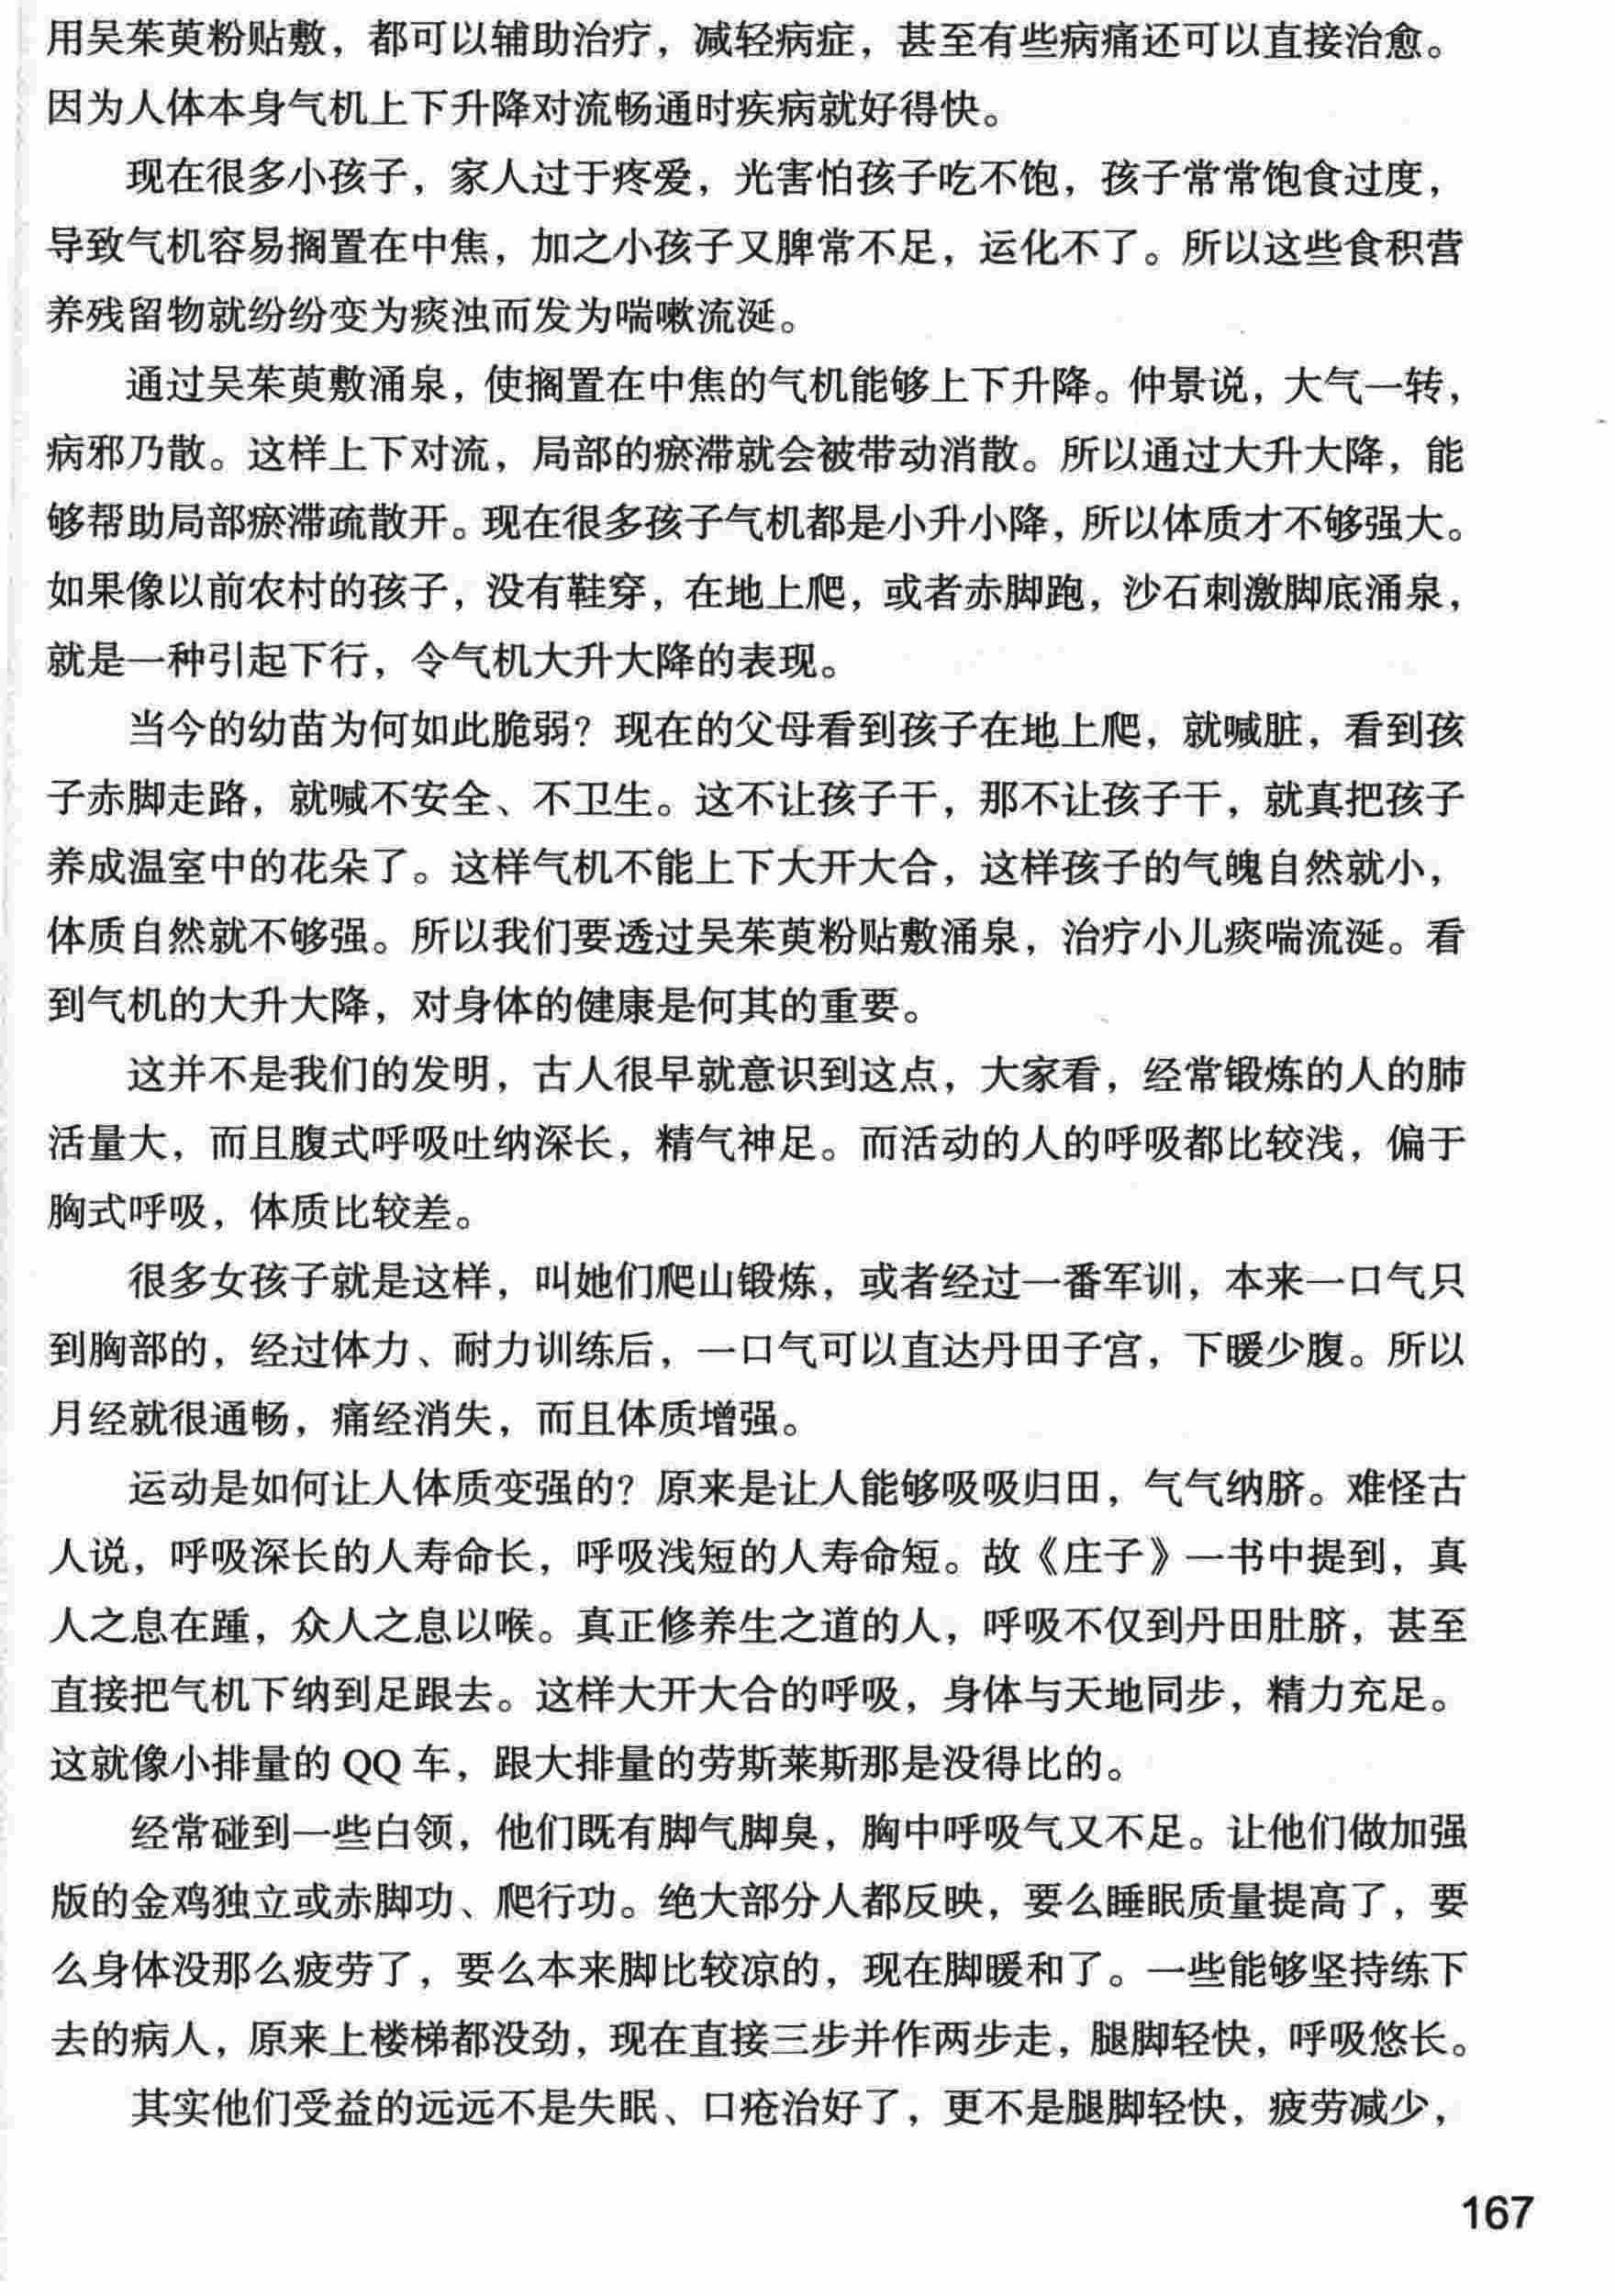 用吴茱萸粉贴敷，都可以辅助治疗，减轻病症，甚至有些病痛还可以直接治愈。
因为人体本身气机上下升降对流畅通时疾病就好得快。
现在很多小孩子，家人过于疼爱，光害怕孩子吃不饱，孩子常常饱食过度，
导致气机容易搁置在中焦，加之小孩子又脾常不足，运化不了。所以这些食积营
养残留物就纷纷变为痰浊而发为喘嗽流涎。
通过吴茱萸敷涌泉，使搁置在中焦的气机能够上下升降。仲景说，大气一转，
病邪乃散。这样上下对流，局部的瘀滞就会被带动消散。所以通过大升大降，能
够帮助局部瘀滞疏散开。现在很多孩子气机都是小升小降，所以体质才不够强大。
如果像以前农村的孩子，没有鞋穿，在地上爬，或者赤脚跑，沙石刺激脚底涌泉，
就是一种引起下行，令气机大升大降的表现。
当今的幼苗为何如此脆弱？现在的父母看到孩子在地上爬，就喊脏，看到孩
子赤脚走路，就喊不安全、不卫生。这不让孩子干，那不让孩子干，就真把孩子
养成温室中的花朵了。这样气机不能上下大开大合，这样孩子的气魄自然就小，
体质自然就不够强。所以我们要透过吴茱萸粉贴敷涌泉，治疗小儿痰喘流涎。看
到气机的大升大降，对身体的健康是何其的重要。
这并不是我们的发明，古人很早就意识到这点，大家看，经常锻炼的人的肺
活量大，而且腹式呼吸吐纳深长，精气神足。而活动的人的呼吸都比较浅，偏于
胸式呼吸，体质比较差。
很多女孩子就是这样，叫她们爬山锻炼，或者经过一番军训，本来一口气只
到胸部的，经过体力、耐力训练后，一口气可以直达丹田子宫，下暖少腹。所以
月经就很通畅，痛经消失，而且体质增强。
运动是如何让人体质变强的？原来是让人能够吸吸归田，气气纳脐。难怪古
人说，呼吸深长的人寿命长，呼吸浅短的人寿命短。故《庄子》一书中提到，真
人之息在踵，众人之息以喉。真正修养生之道的人，呼吸不仅到丹田肚脐，甚至
直接把气机下纳到足跟去。这样大开大合的呼吸，身体与天地同步，精力充足。
这就像小排量的 QQ 车，跟大排量的劳斯莱斯那是没得比的。
经常碰到一些白领，他们既有脚气脚臭，胸中呼吸气又不足。让他们做加强
版的金鸡独立或赤脚功、爬行功。绝大部分人都反映，要么睡眠质量提高了，要
么身体没那么疲劳了，要么本来脚比较凉的，现在脚暖和了。一些能够坚持练下
去的病人，原来上楼梯都没劲，现在直接三步并作两步走，腿脚轻快，呼吸悠长。
其实他们受益的远远不是失眠、口疮治好了，更不是腿脚轻快，疲劳减少，
167